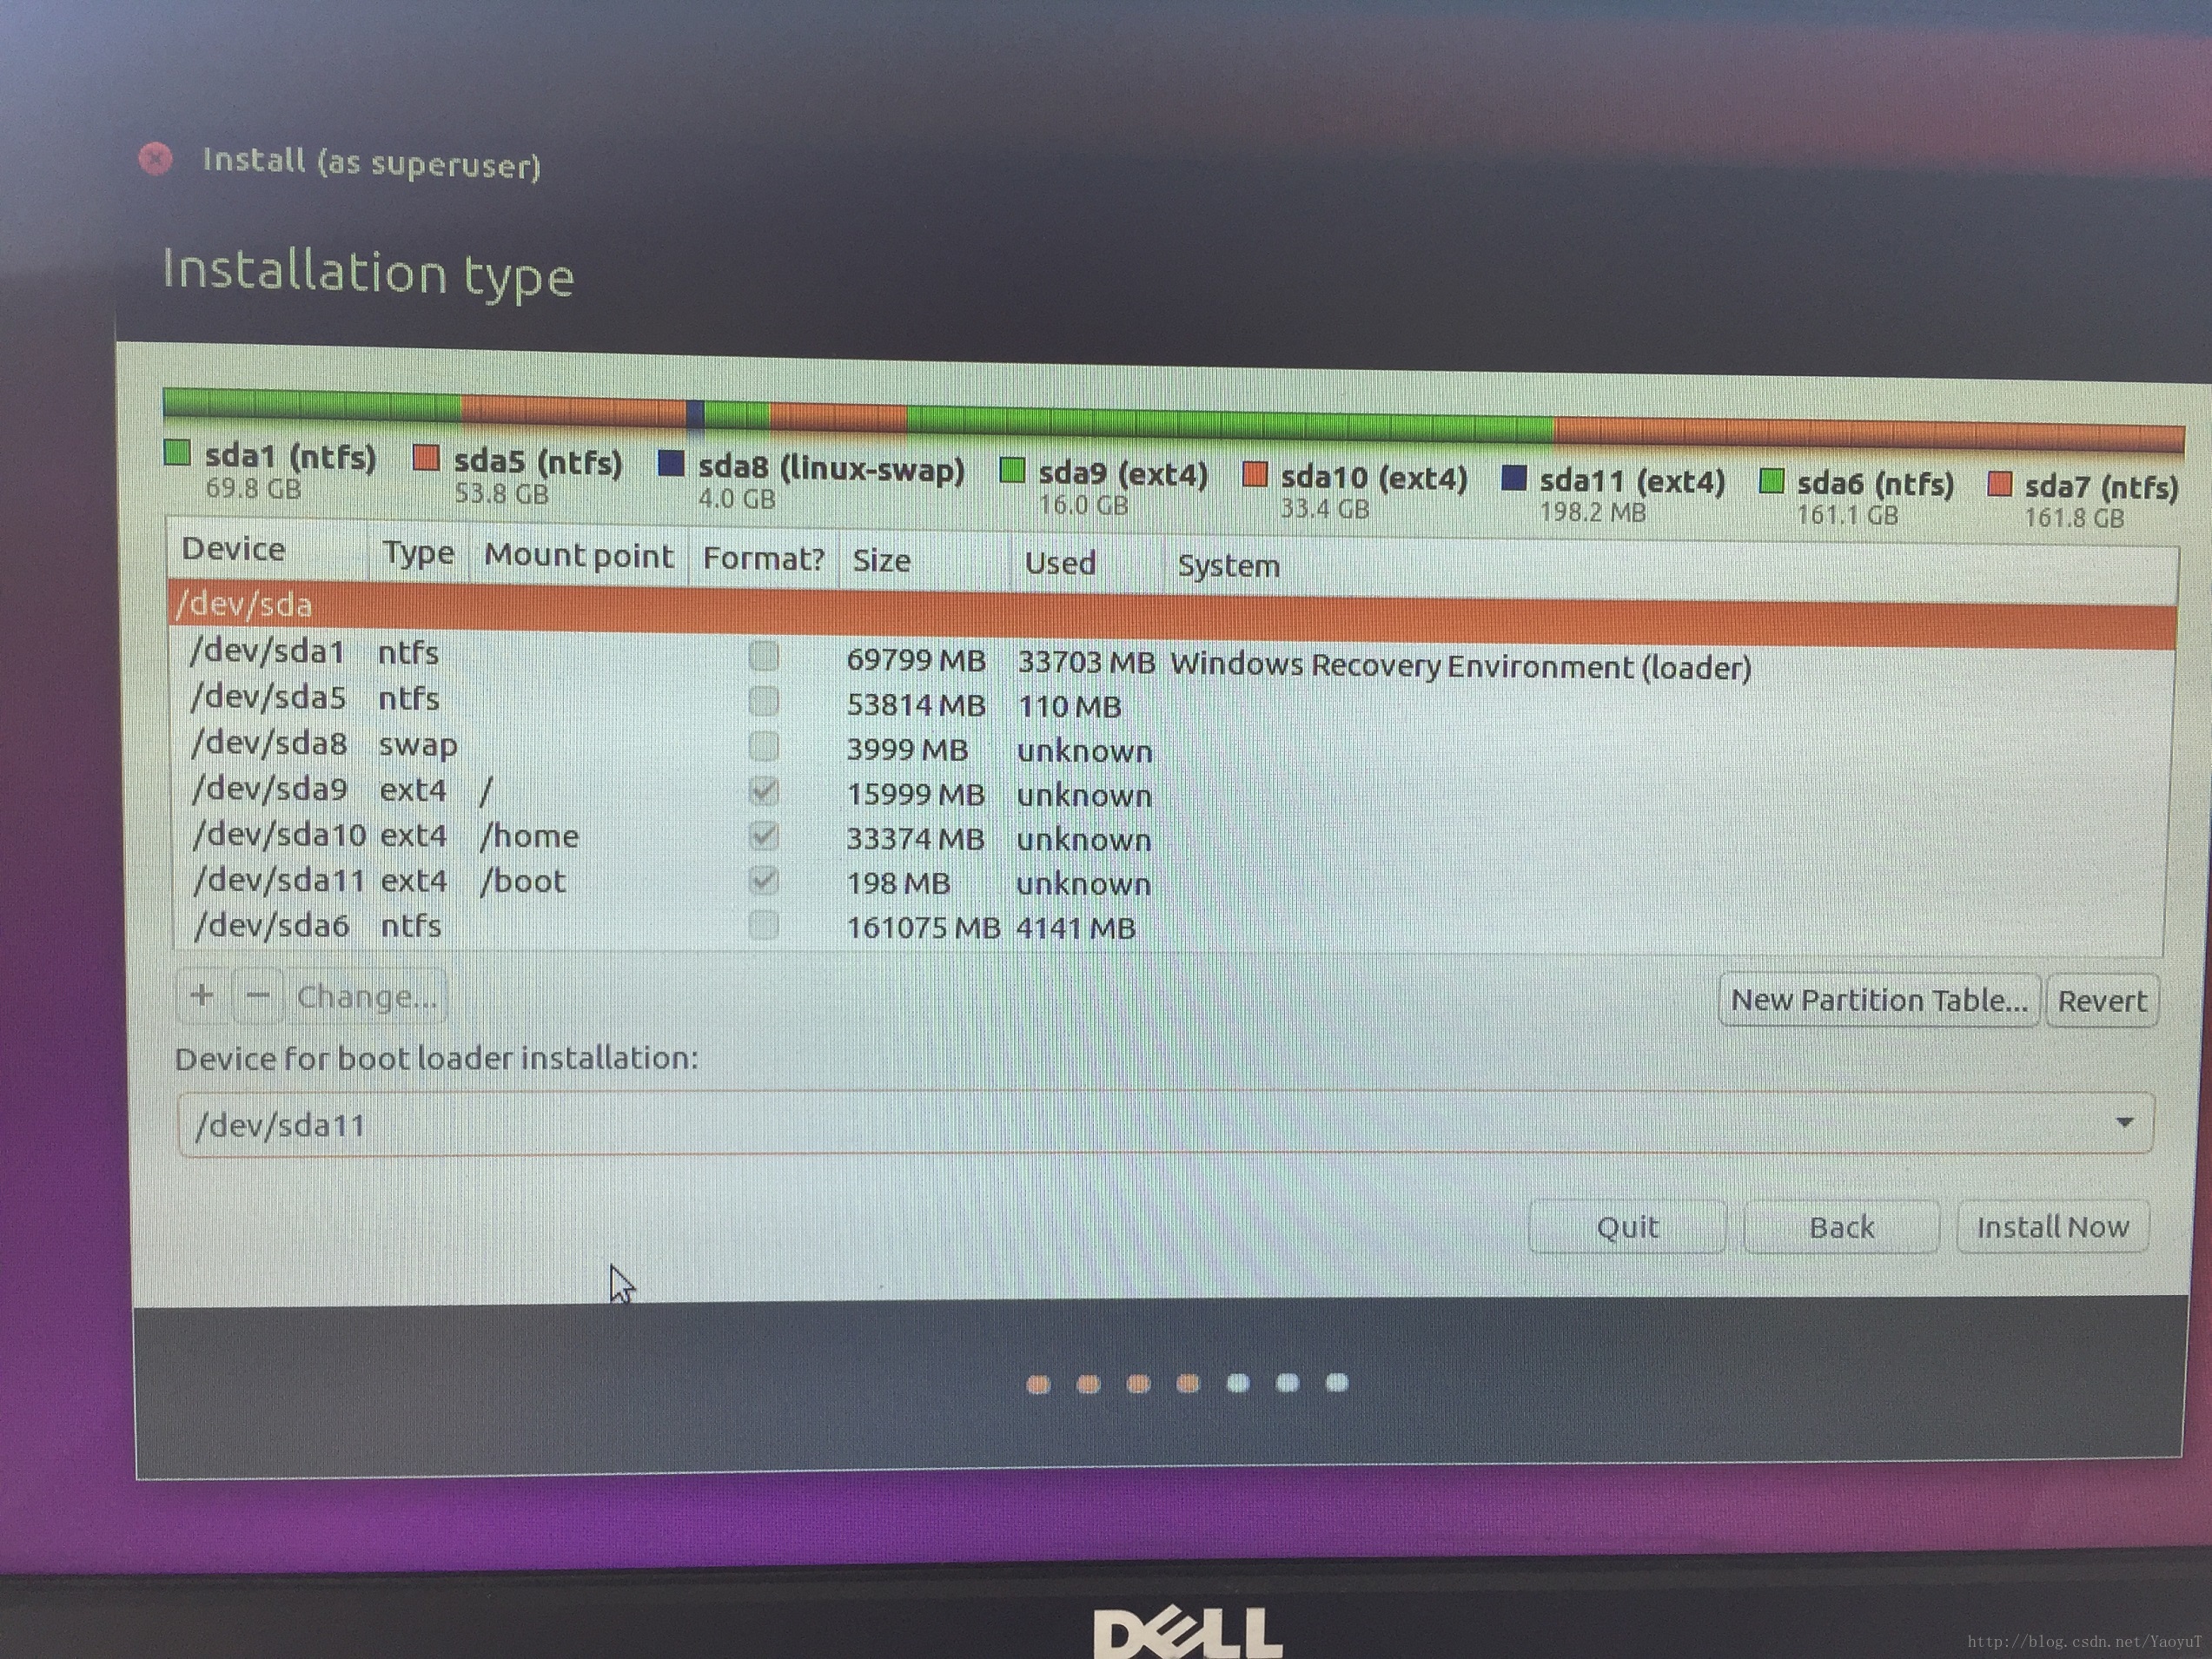 Install (as superuser)
Installation type
sda1 (ntfs) sda5 (ntfs) sda8 (linux-swap) sda9 (ext4) sda10 (ext4) sda11 (ext4) sda6 (ntfs) sda7 (ntfs)
69.8 GB 53.8 GB 4.0 GB 16.0 GB 33.4 GB 198.2 MB 161.1 GB 161.8 GB
Device Type Mount point Format? Size Used System
/dev/sda
/dev/sda1 ntfs 69799 MB 33703 MB Windows Recovery Environment (loader)
/dev/sda5 ntfs 53814 MB 110 MB
/dev/sda8 swap 3999 MB unknown
/dev/sda9 ext4 / 15999 MB unknown
/dev/sda10 ext4 /home 33374 MB unknown
/dev/sda11 ext4 /boot 198 MB unknown
/dev/sda6 ntfs 161075 MB 4141 MB
+ − Change... New Partition Table... Revert
Device for boot loader installation:
/dev/sda11
Quit Back Install Now
DELL
http://blog.csdn.net/YaoyuT